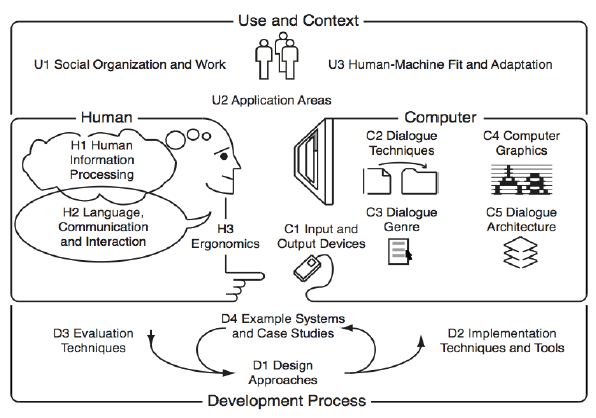 Use and Context
U1 Social Organization and Work
U3 Human-Machine Fit and Adaptation
U2 Application Areas
Human
Computer
H1 Human
Information
Processing
C2 Dialogue
Techniques
C4 Computer
Graphics
Aa
H2 Language,
Communication
and Interaction
H3
Ergonomics
C1 Input and
Output Devices
C3 Dialogue
Genre
C5 Dialogue
Architecture
D4 Example Systems
and Case Studies
D3 Evaluation
Techniques
D2 Implementation
Techniques and Tools
D1 Design
Approaches
Development Process